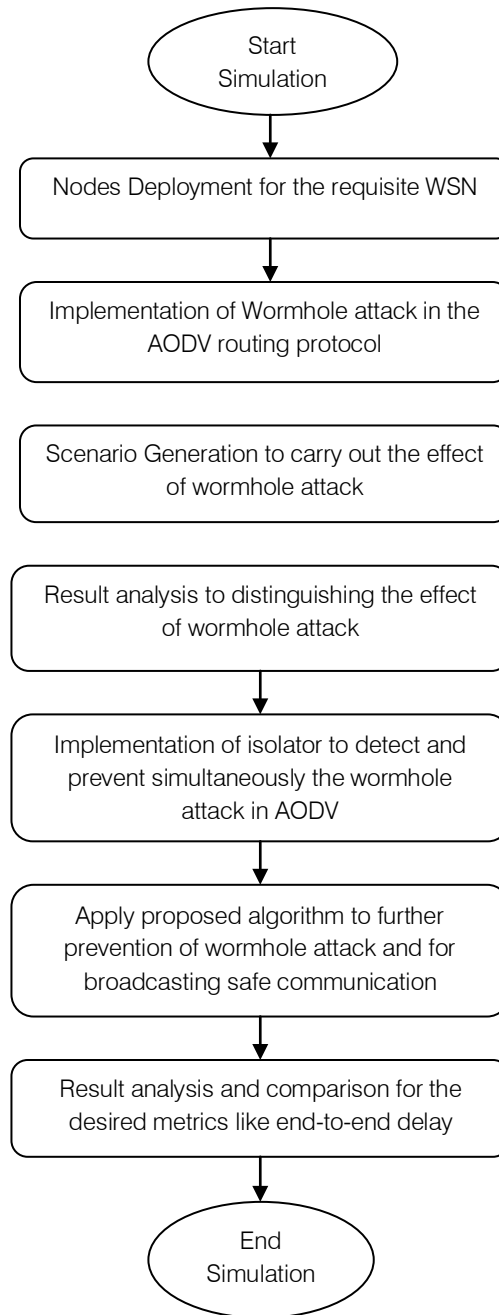 Start
Simulation
Nodes Deployment for the requisite WSN
Implementation of Wormhole attack in the
AODV routing protocol
Scenario Generation to carry out the effect
of wormhole attack
Result analysis to distinguishing the effect
of wormhole attack
Implementation of isolator to detect and
prevent simultaneously the wormhole
attack in AODV
Apply proposed algorithm to further
prevention of wormhole attack and for
broadcasting safe communication
Result analysis and comparison for the
desired metrics like end-to-end delay
End
Simulation